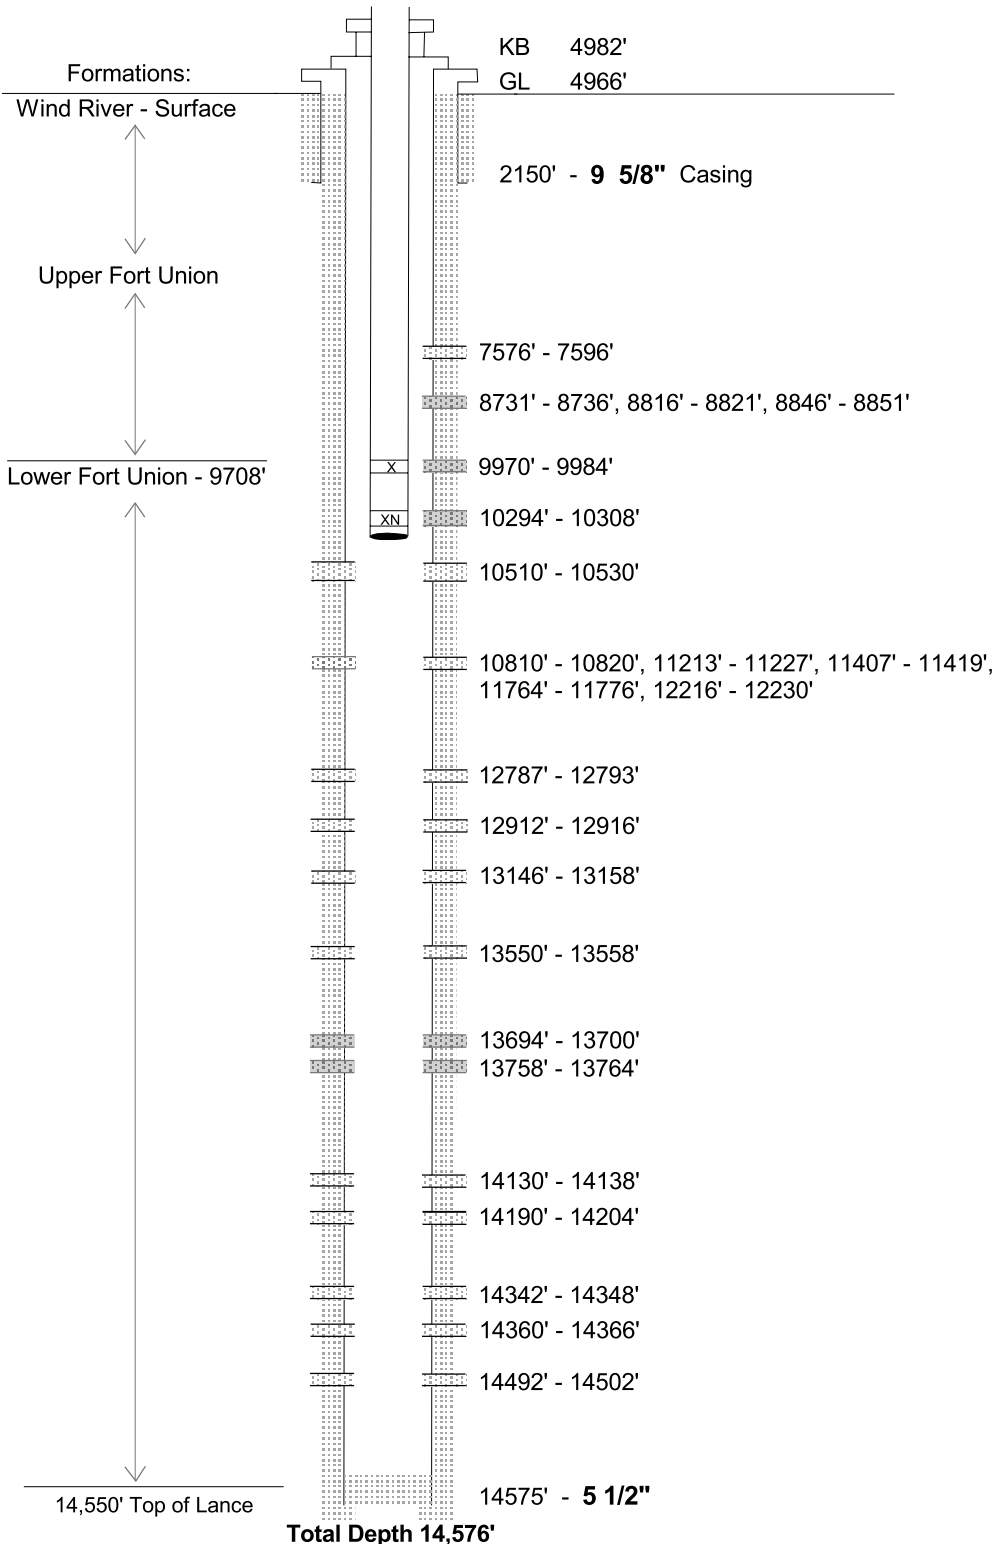 KB 4982'
Formations:
GL 4966'
Wind River - Surface
2150' - 9 5/8" Casing
Upper Fort Union
7576' - 7596'
8731' - 8736', 8816' - 8821', 8846' - 8851'
X
9970' - 9984'
Lower Fort Union - 9708'
XN
10294' - 10308'
10510' - 10530'
10810' - 10820', 11213' - 11227', 11407' - 11419',
11764' - 11776', 12216' - 12230'
12787' - 12793'
12912' - 12916'
13146' - 13158'
13550' - 13558'
13694' - 13700'
13758' - 13764'
14130' - 14138'
14190' - 14204'
14342' - 14348'
14360' - 14366'
14492' - 14502'
14575' - 5 1/2"
14,550' Top of Lance
Total Depth 14,576'